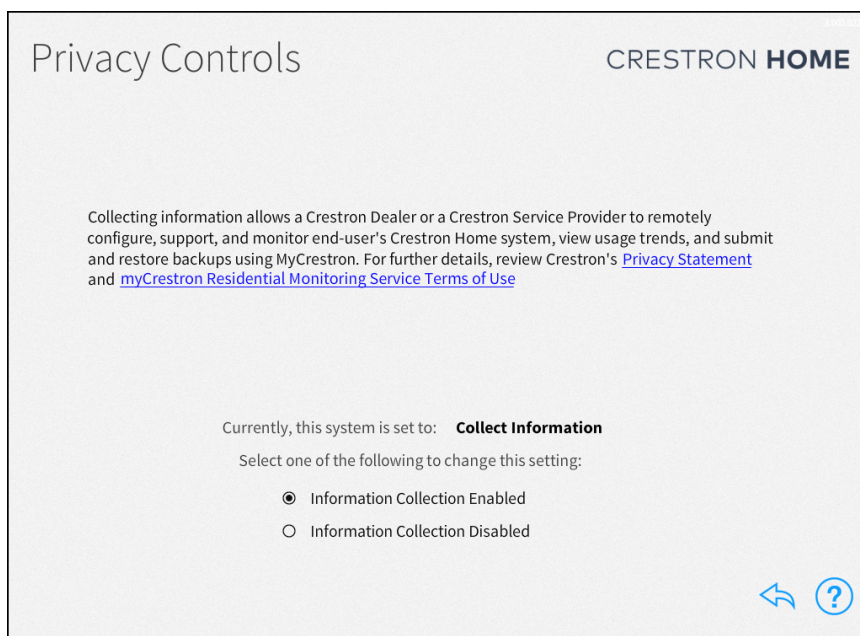 Privacy Controls
CRESTRON HOME
Collecting information allows a Crestron Dealer or a Crestron Service Provider to remotely
configure, support, and monitor end-user's Crestron Home system, view usage trends, and submit
and restore backups using MyCrestron. For further details, review Crestron's Privacy Statement
and myCrestron Residential Monitoring Service Terms of Use
Currently, this system is set to: Collect Information
Select one of the following to change this setting:
Information Collection Enabled
Information Collection Disabled
?